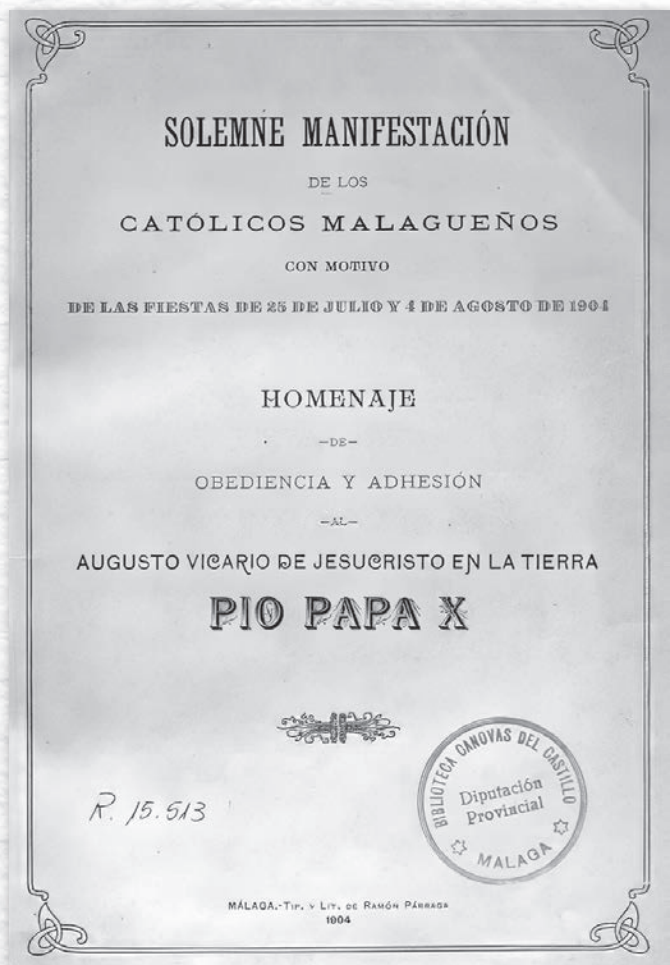 SOLEMNE MANIFESTACIÓN
DE LOS
CATÓLICOS MALAGUEÑOS
CON MOTIVO
DE LAS FIESTAS DE 25 DE JULIO Y 4 DE AGOSTO DE 1904
HOMENAJE
-DE-
OBEDIENCIA Y ADHESIÓN
-AL-
AUGUSTO VICARIO DE JESUCRISTO EN LA TIERRA
PIO PAPA X
R. 15.513
BIBLIOTECA CANOVAS DEL CASTILLO
Diputación
Provincial
MALAGA
MÁLAGA.-TIP. Y LIT. DE RAMÓN PÁRRAGA
1904